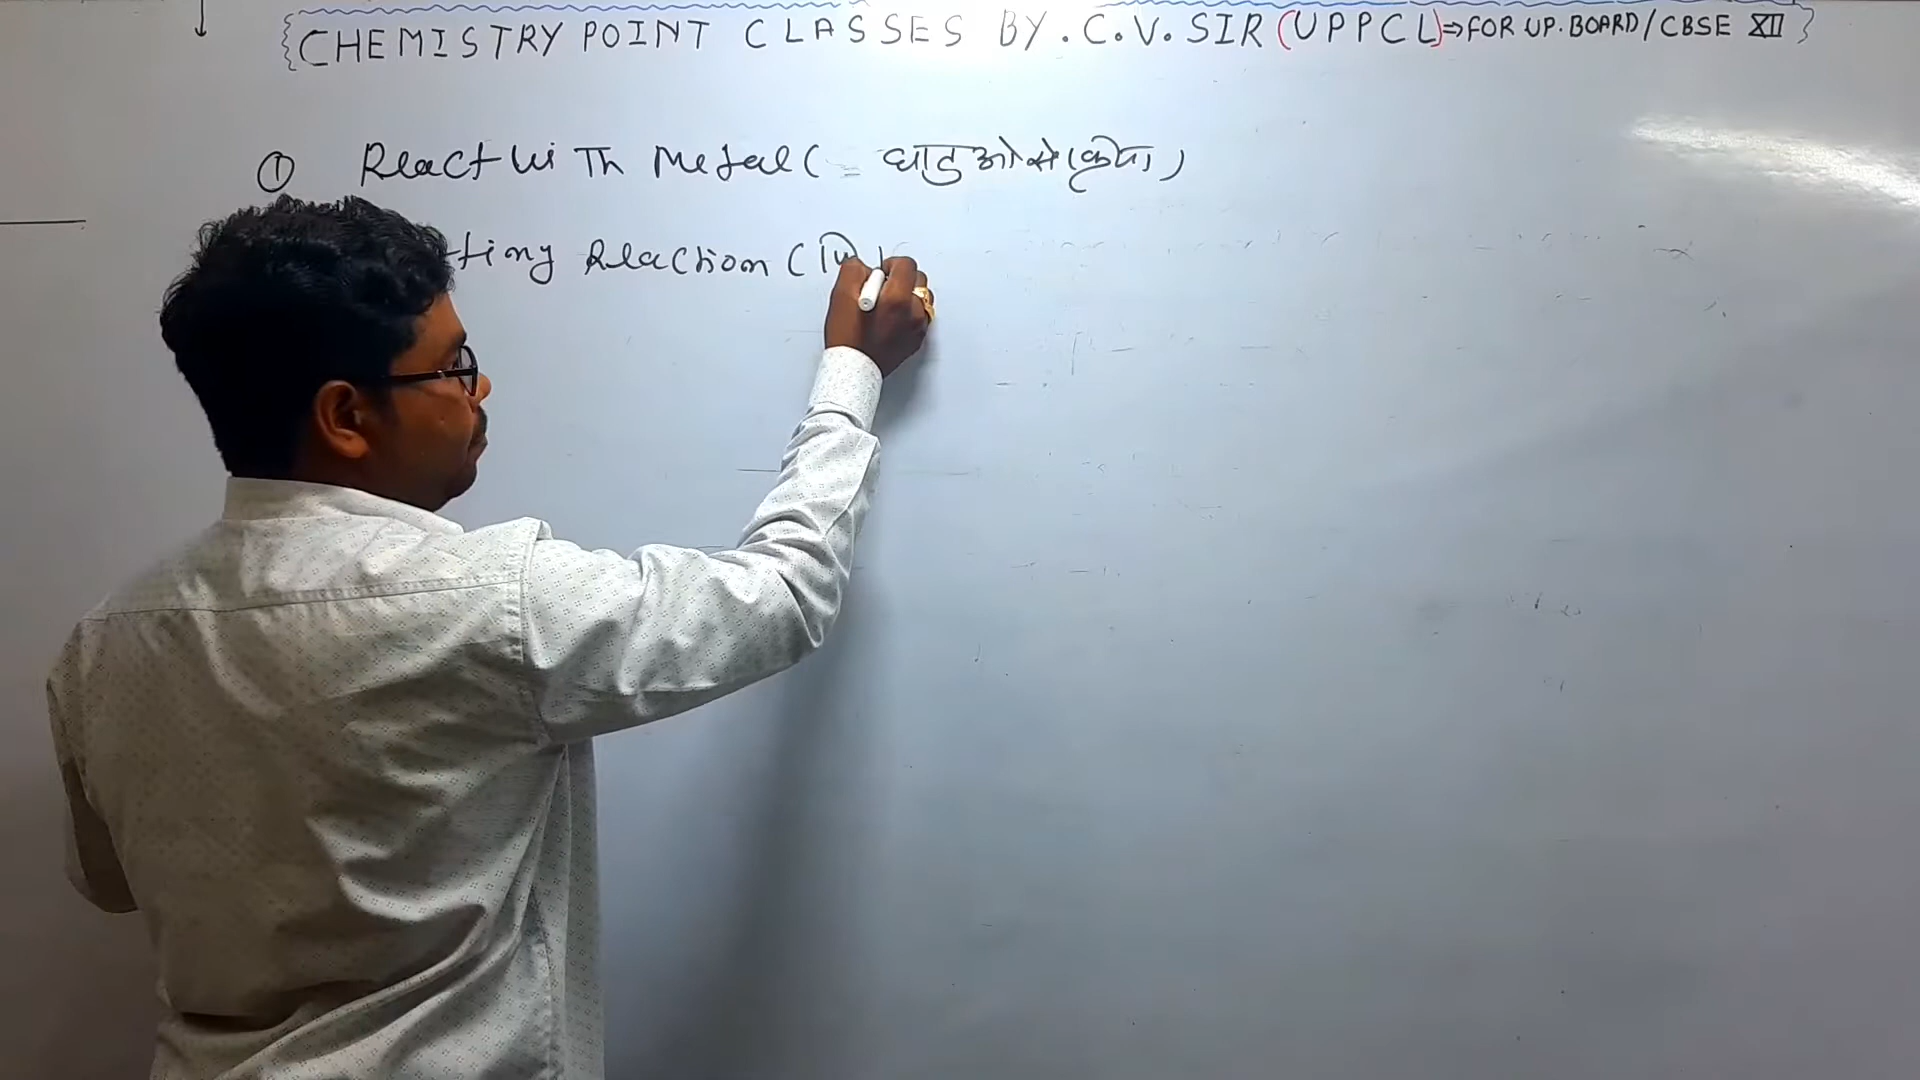 CHEMISTRY POINT CLASSES BY. C.V. SIR (UPPCL) ⇒ FOR UP. BOARD / CBSE XII
① React with Metal ( = धातुओ से क्रिया )
Reaction (